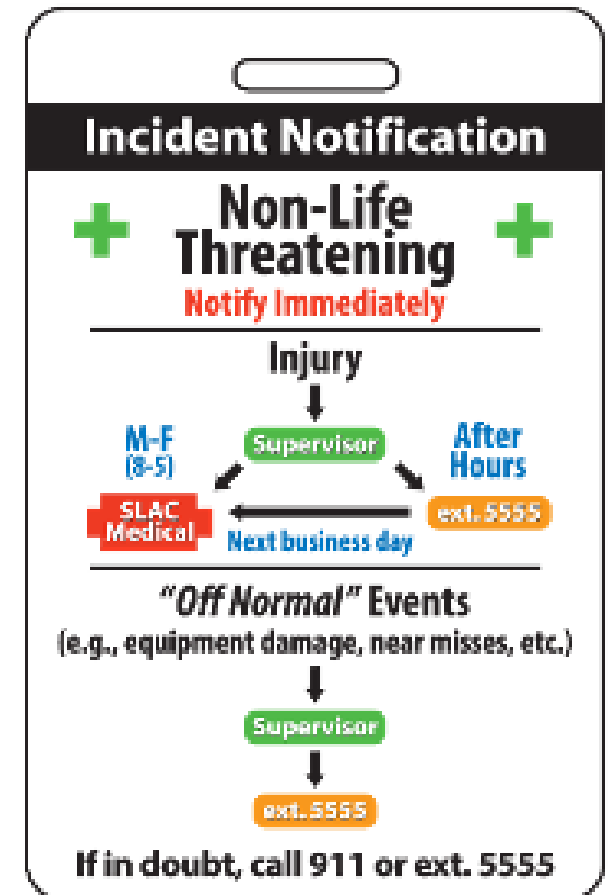 Incident Notification
Non-Life
Threatening
Notify Immediately
Injury
M-F
(8-5)
Supervisor
After
Hours
SLAC
Medical
ext. 5555
Next business day
"Off Normal" Events
(e.g., equipment damage, near misses, etc.)
Supervisor
ext. 5555
If in doubt, call 911 or ext. 5555